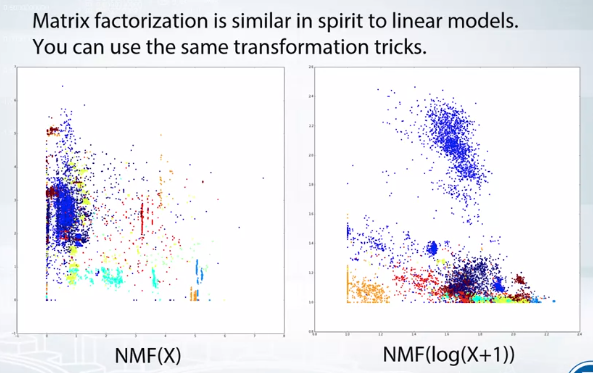 Matrix factorization is similar in spirit to linear models.
You can use the same transformation tricks.
NMF(X)
NMF(log(X+1))